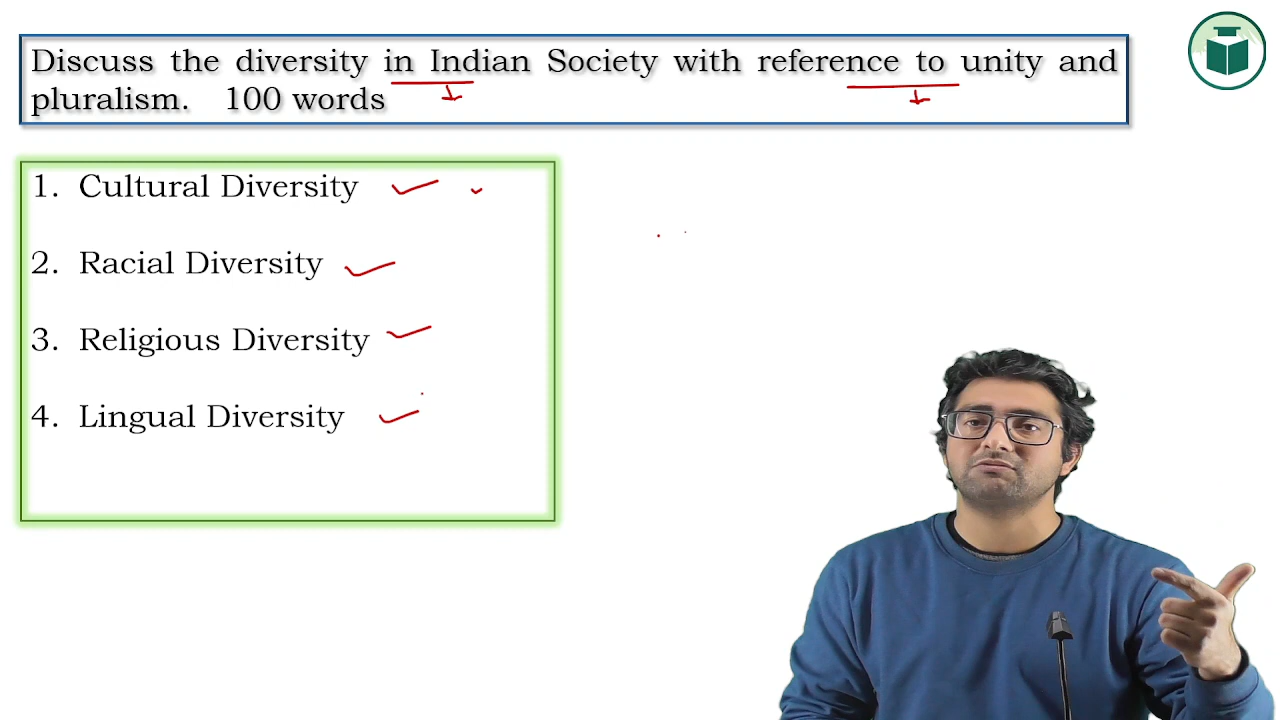 Discuss the diversity in Indian Society with reference to unity and
pluralism. 100 words
1. Cultural Diversity
2. Racial Diversity
3. Religious Diversity
4. Lingual Diversity